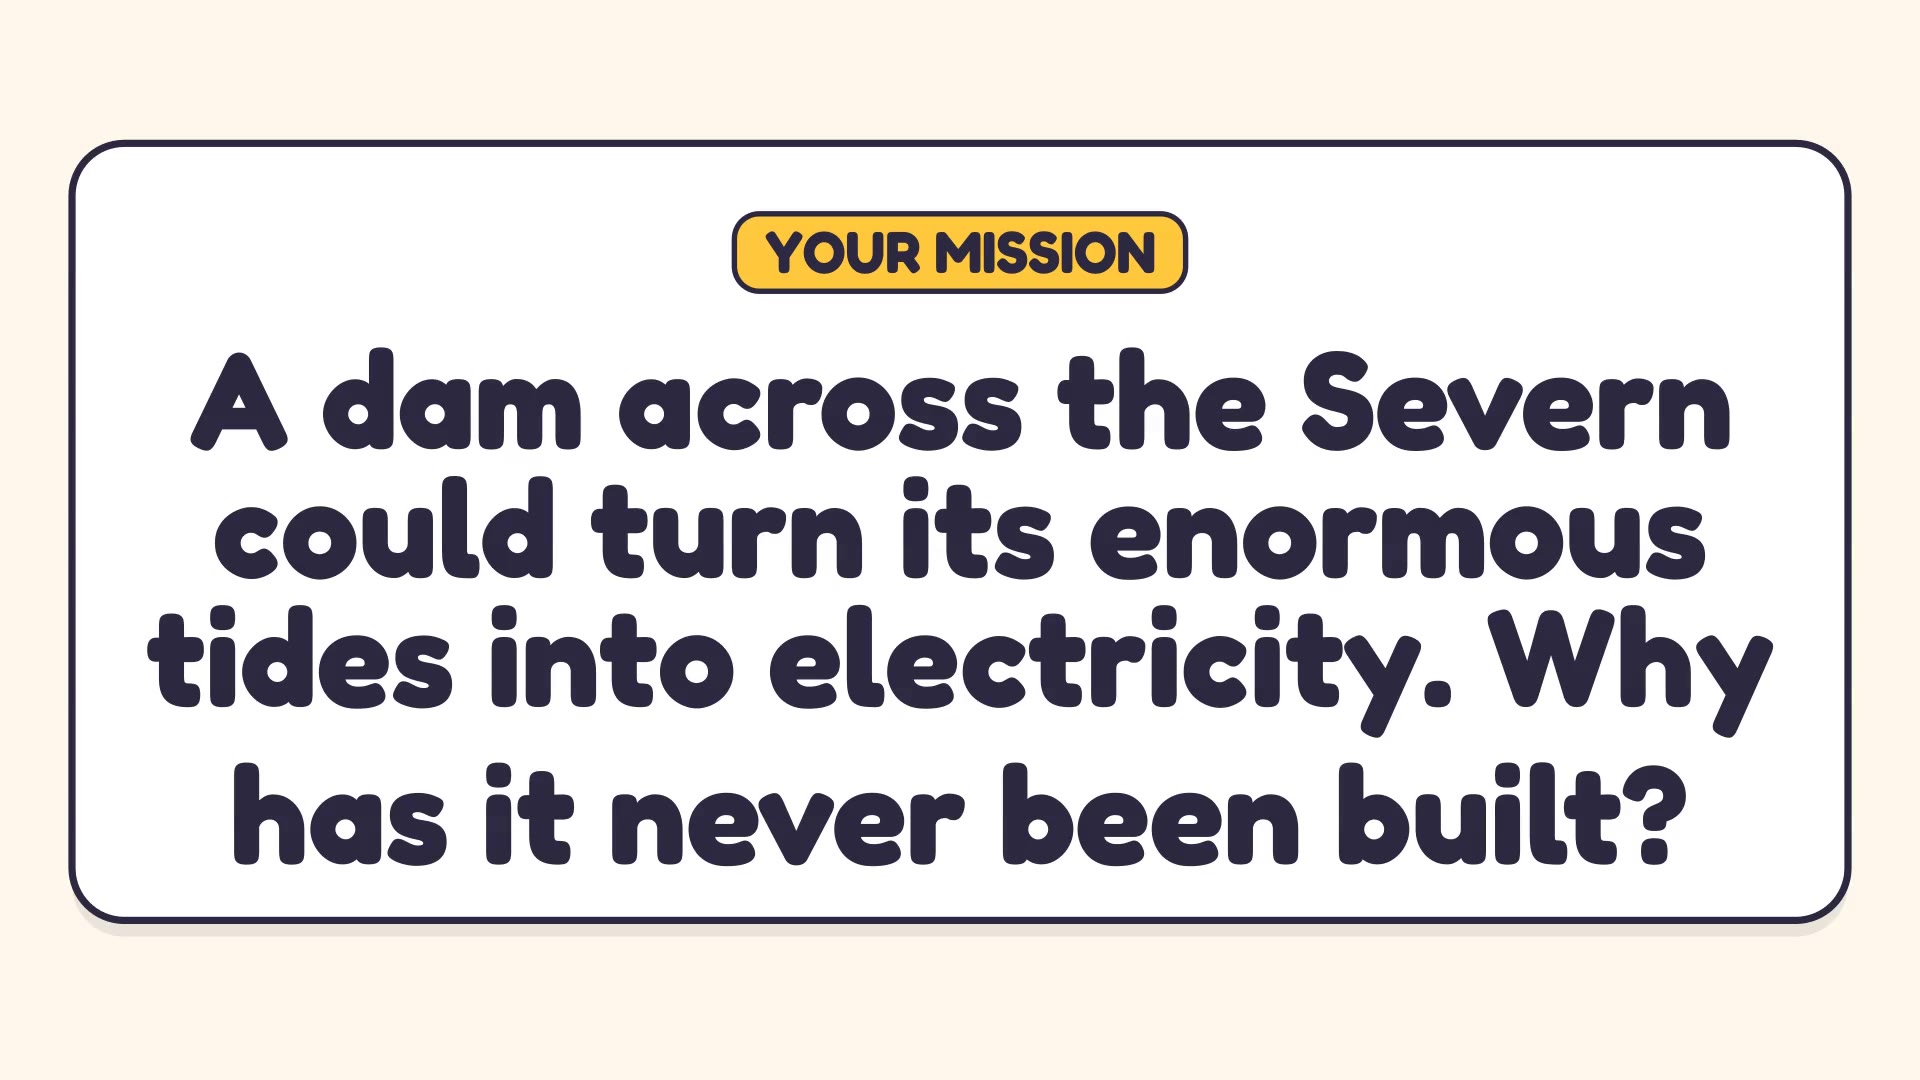 YOUR MISSION
A dam across the Severn
could turn its enormous
tides into electricity. Why
has it never been built?